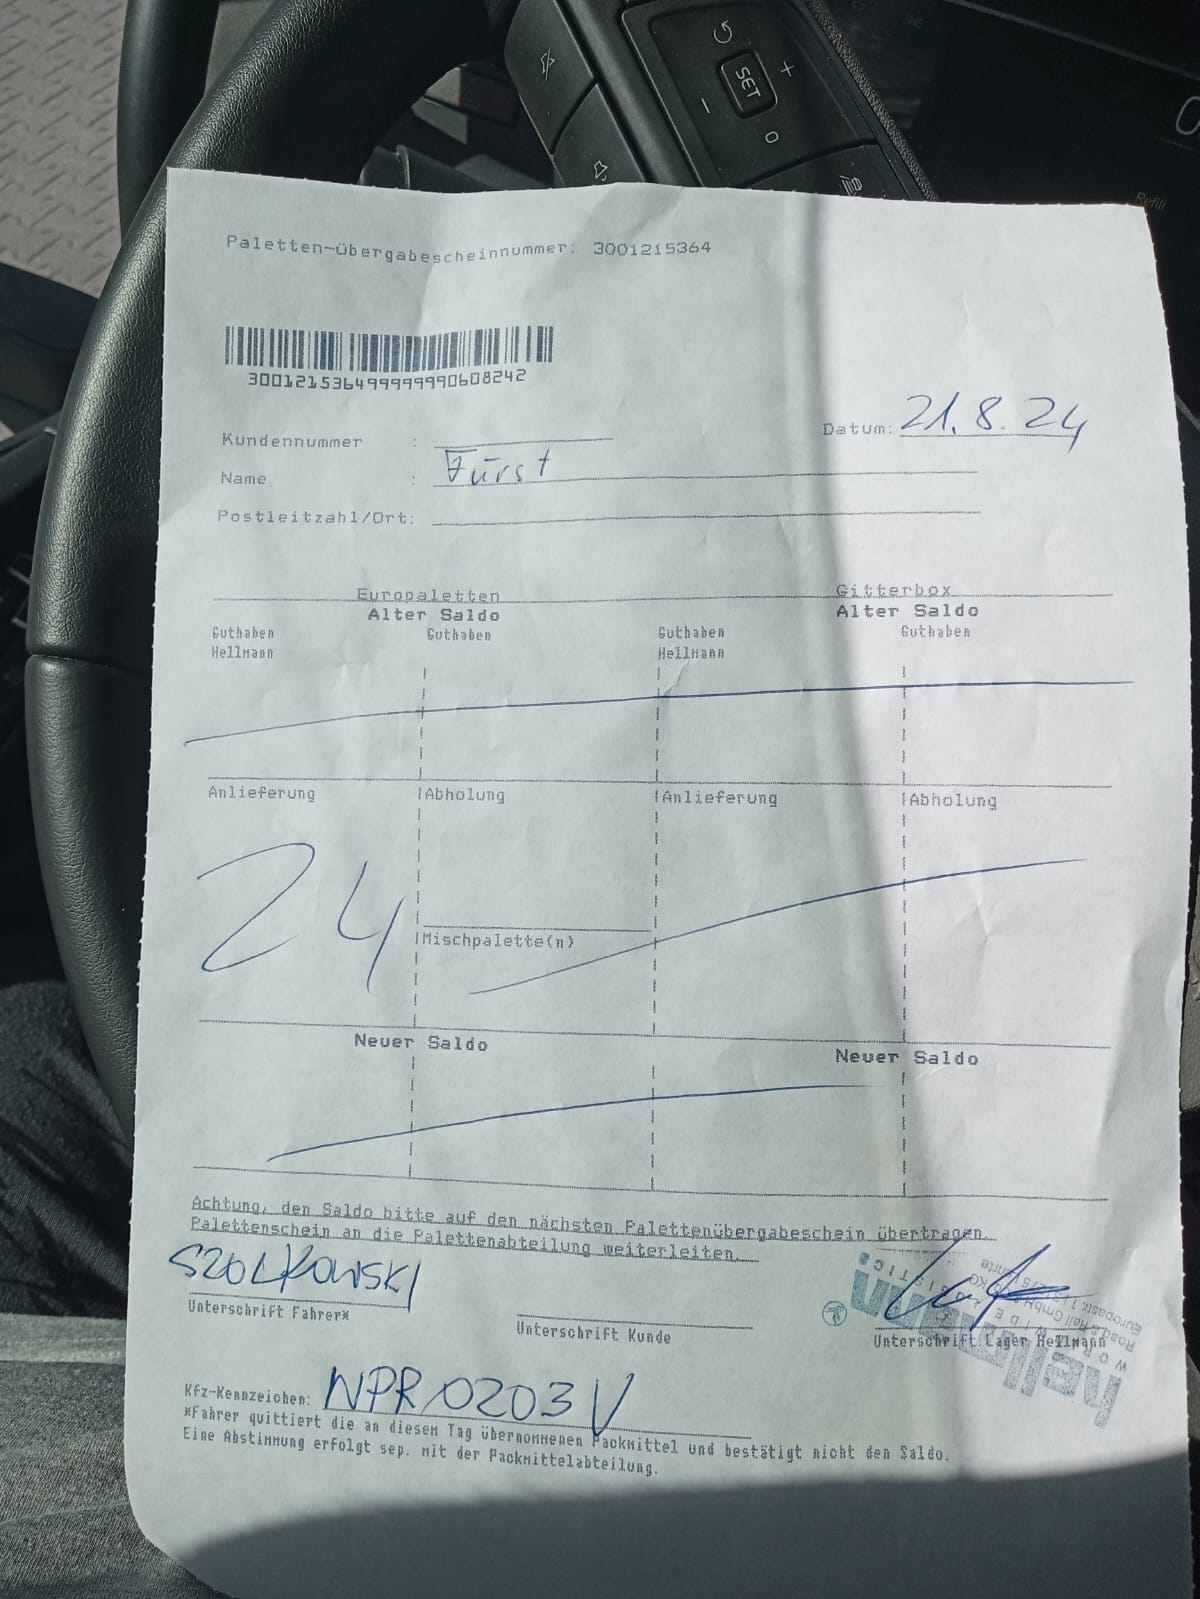 SET
+
−
O
Refill
Paletten-übergabescheinnummer: 3001215364
30012153649999999990608242
Datum: 21.8.24
Kundennummer :
Name : Fürst
Postleitzahl/Ort:
Europaletten Gitterbox
Alter Saldo Alter Saldo
Guthaben Guthaben Guthaben Guthaben
Hellmann Hellmann
Anlieferung Abholung Anlieferung Abholung
24
Mischpalette(n)
Neuer Saldo Neuer Saldo
Achtung, den Saldo bitte auf den nächsten Palettenübergabeschein übertragen.
Palettenschein an die Palettenabteilung weiterleiten.
SZOLKOWSKI
Unterschrift Fahrer*
Unterschrift Kunde
Unterschrift Lager Hellmann
hellmann
Kfz-Kennzeichen: WPR/0203V
*Fahrer quittiert die an diesem Tag übernommenen Packmittel und bestätigt nicht den Saldo.
Eine Abstimmung erfolgt sep. mit der Packmittelabteilung.